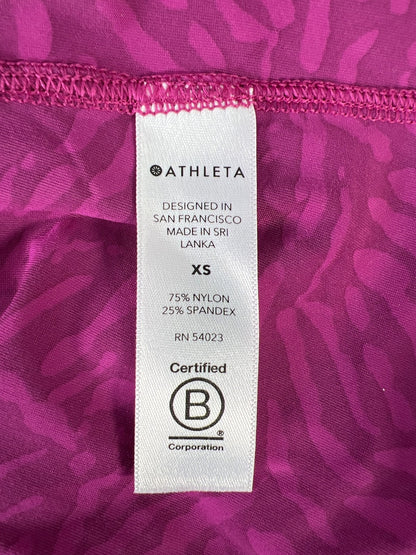 ATHLETA
DESIGNED IN
SAN FRANCISCO
MADE IN SRI
LANKA
XS
75% NYLON
25% SPANDEX
RN 54023
Certified
B
Corporation